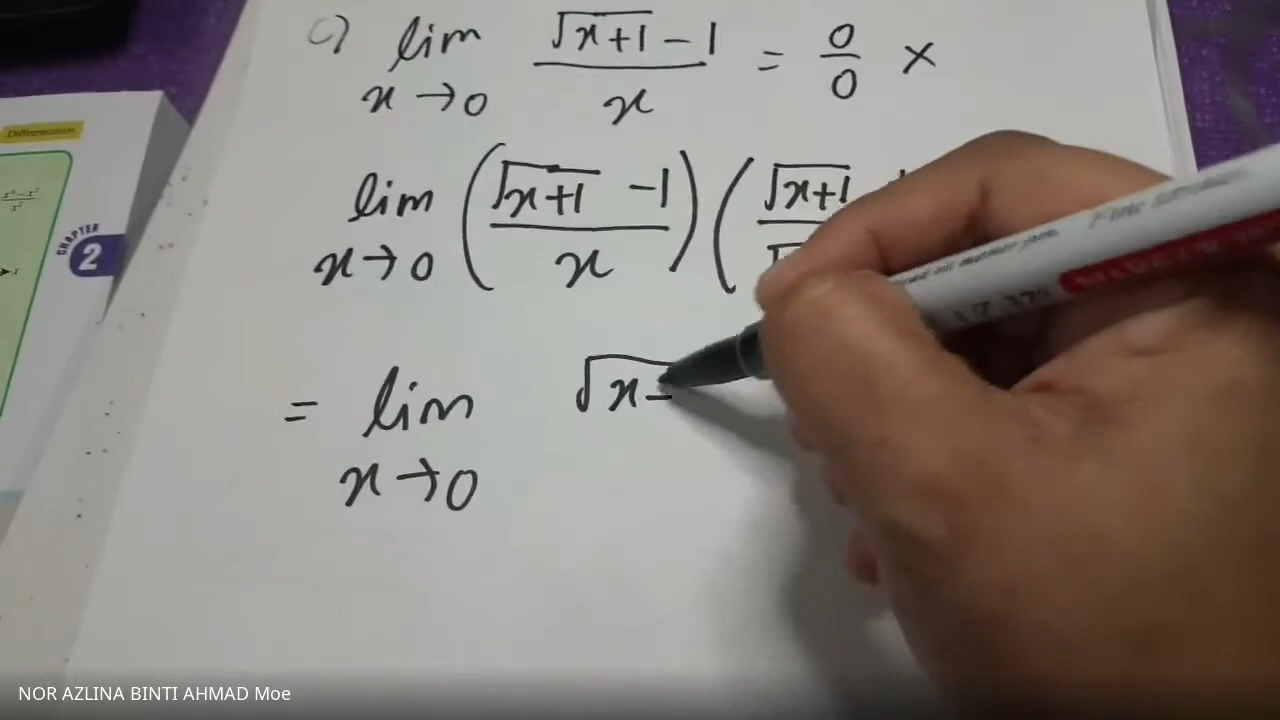 c) lim x→0 (√(x+1) − 1)/x = 0/0 ×
lim x→0 ((√(x+1) −1)/x) (√(x+1)
= lim x→0 √x
Differentiation
CHAPTER
2
NOR AZLINA BINTI AHMAD Moe